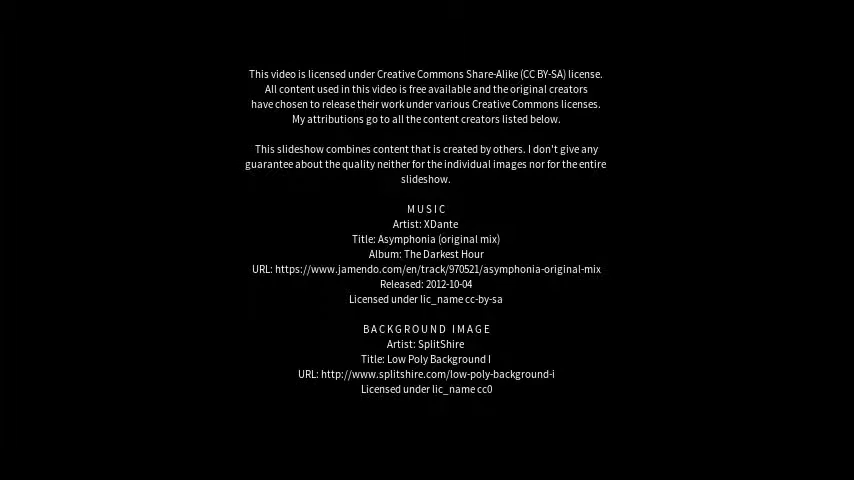 This video is licensed under Creative Commons Share-Alike (CC BY-SA) license.
All content used in this video is free available and the original creators
have chosen to release their work under various Creative Commons licenses.
My attributions go to all the content creators listed below.
This slideshow combines content that is created by others. I don't give any
guarantee about the quality neither for the individual images nor for the entire
slideshow.
MUSIC
Artist: XDante
Title: Asymphonia (original mix)
Album: The Darkest Hour
URL: https://www.jamendo.com/en/track/970521/asymphonia-original-mix
Released: 2012-10-04
Licensed under lic_name cc-by-sa
BACKGROUND IMAGE
Artist: SplitShire
Title: Low Poly Background I
URL: http://www.splitshire.com/low-poly-background-i
Licensed under lic_name cc0